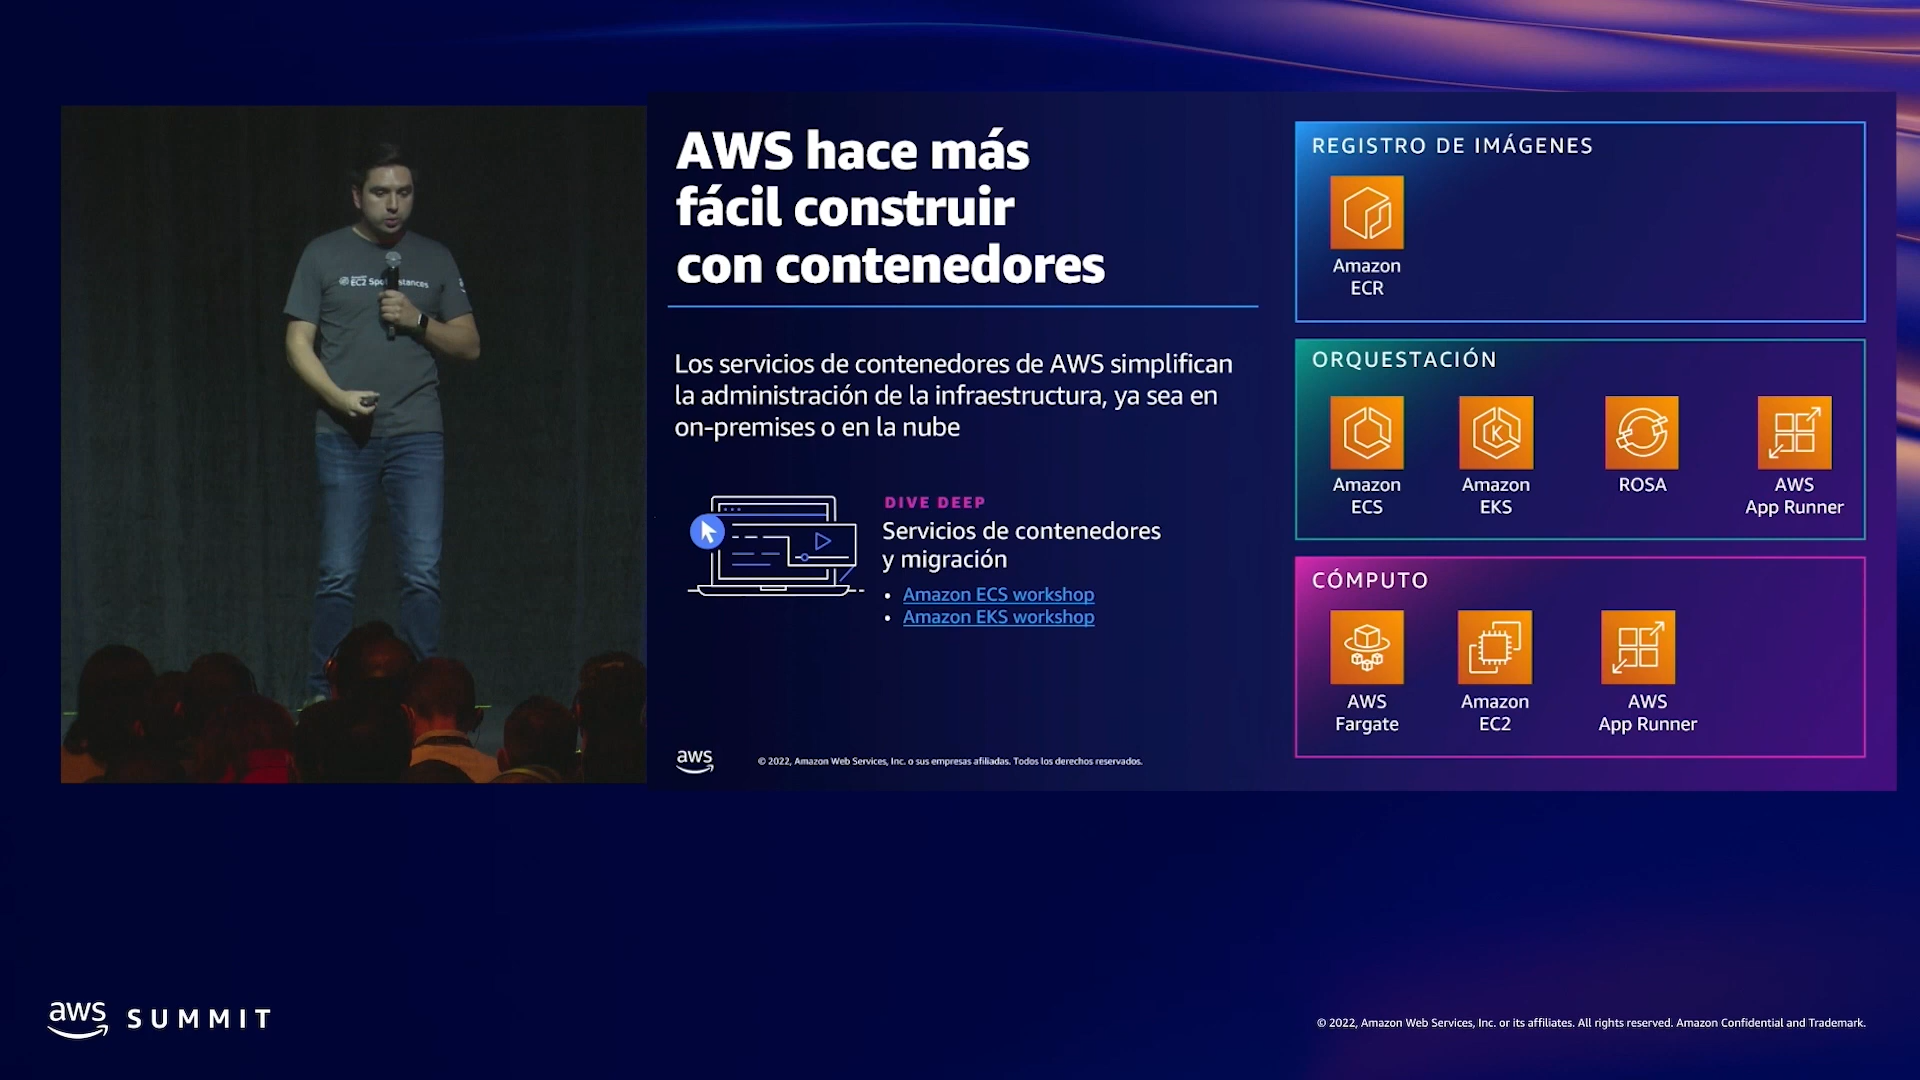 EC2 Spo
stances
AWS hace más
fácil construir
con contenedores
Los servicios de contenedores de AWS simplifican
la administración de la infraestructura, ya sea en
on-premises o en la nube
DIVE DEEP
Servicios de contenedores
y migración
• Amazon ECS workshop
• Amazon EKS workshop
aws
© 2022, Amazon Web Services, Inc. o sus empresas afiliadas. Todos los derechos reservados.
REGISTRO DE IMÁGENES
Amazon
ECR
ORQUESTACIÓN
Amazon
ECS
Amazon
EKS
K
ROSA
AWS
App Runner
CÓMPUTO
AWS
Fargate
Amazon
EC2
AWS
App Runner
aws SUMMIT
© 2022, Amazon Web Services, Inc. or its affiliates. All rights reserved. Amazon Confidential and Trademark.